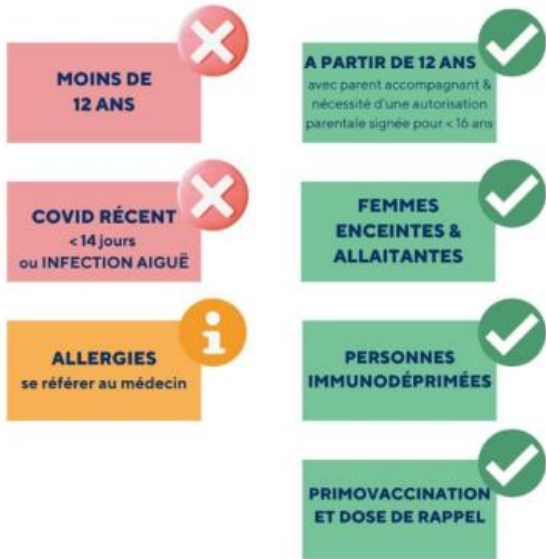 MOINS DE
12 ANS
COVID RÉCENT
< 14 jours
ou INFECTION AIGUË
ALLERGIES
se référer au médecin
A PARTIR DE 12 ANS
avec parent accompagnant &
nécessité d'une autorisation
parentale signée pour < 16 ans
FEMMES
ENCEINTES &
ALLAITANTES
PERSONNES
IMMUNODÉPRIMÉES
PRIMOVACCINATION
ET DOSE DE RAPPEL